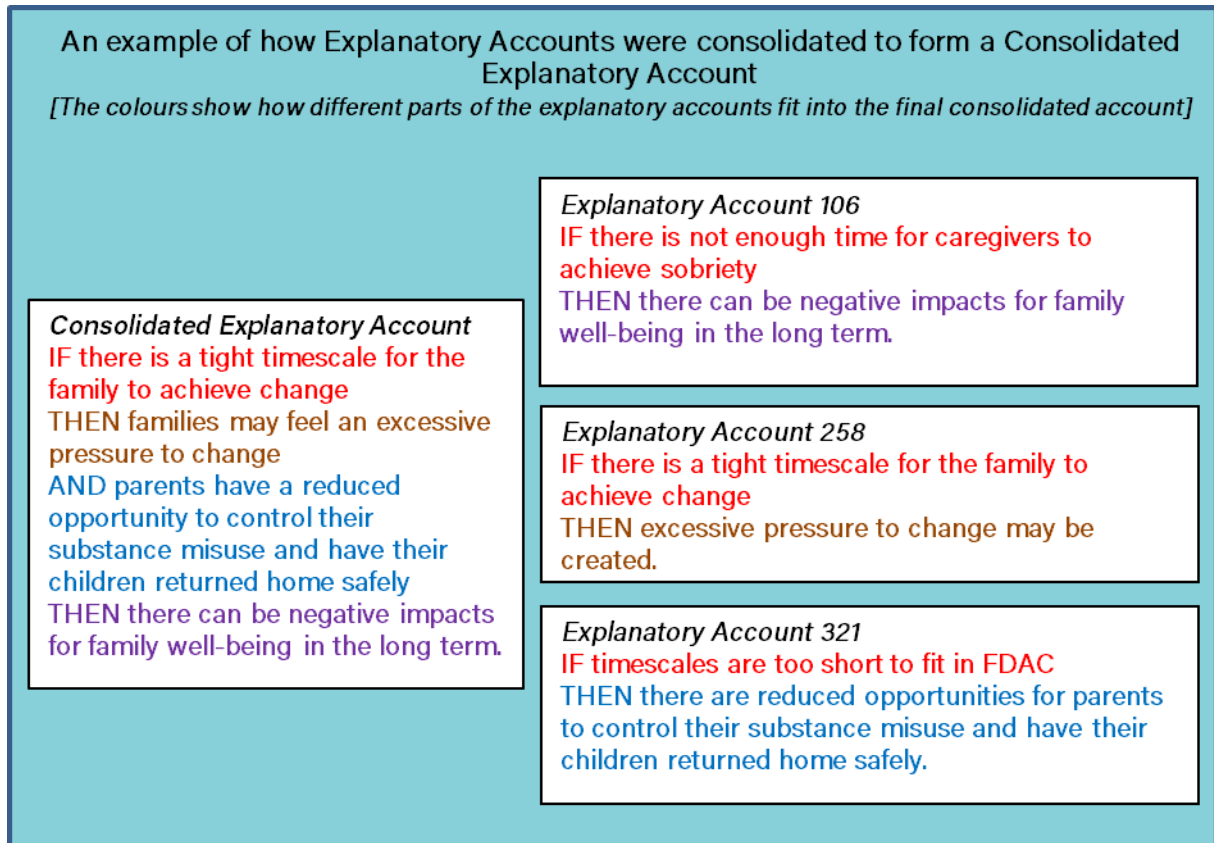 An example of how Explanatory Accounts were consolidated to form a Consolidated
Explanatory Account
[The colours show how different parts of the explanatory accounts fit into the final consolidated account]
Consolidated Explanatory Account
IF there is a tight timescale for the
family to achieve change
THEN families may feel an excessive
pressure to change
AND parents have a reduced
opportunity to control their
substance misuse and have their
children returned home safely
THEN there can be negative impacts
for family well-being in the long term.
Explanatory Account 106
IF there is not enough time for caregivers to
achieve sobriety
THEN there can be negative impacts for family
well-being in the long term.
Explanatory Account 258
IF there is a tight timescale for the family to
achieve change
THEN excessive pressure to change may be
created.
Explanatory Account 321
IF timescales are too short to fit in FDAC
THEN there are reduced opportunities for parents
to control their substance misuse and have their
children returned home safely.